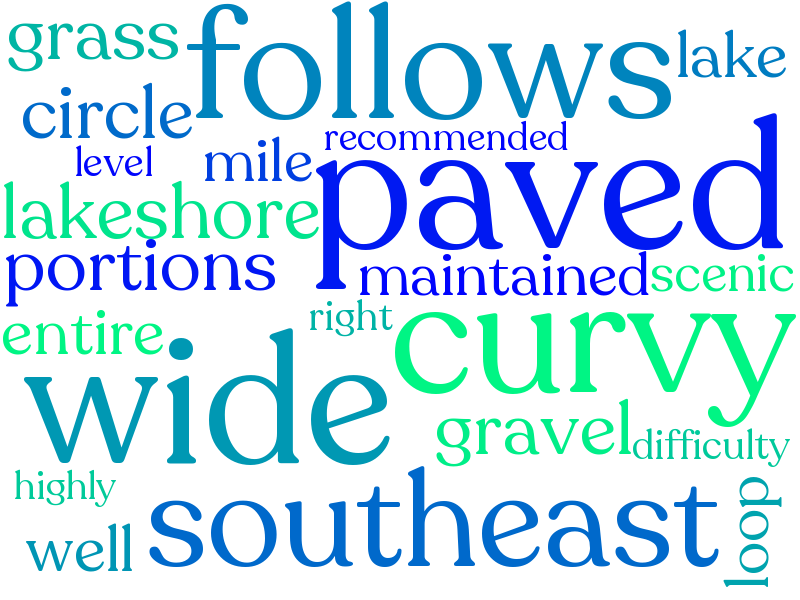 grass
follows
lake
circle
recommended
level
mile
paved
lakeshore
portions
maintained
scenic
entire
right
curvy
wide
gravel
difficulty
highly
southeast
well
loop